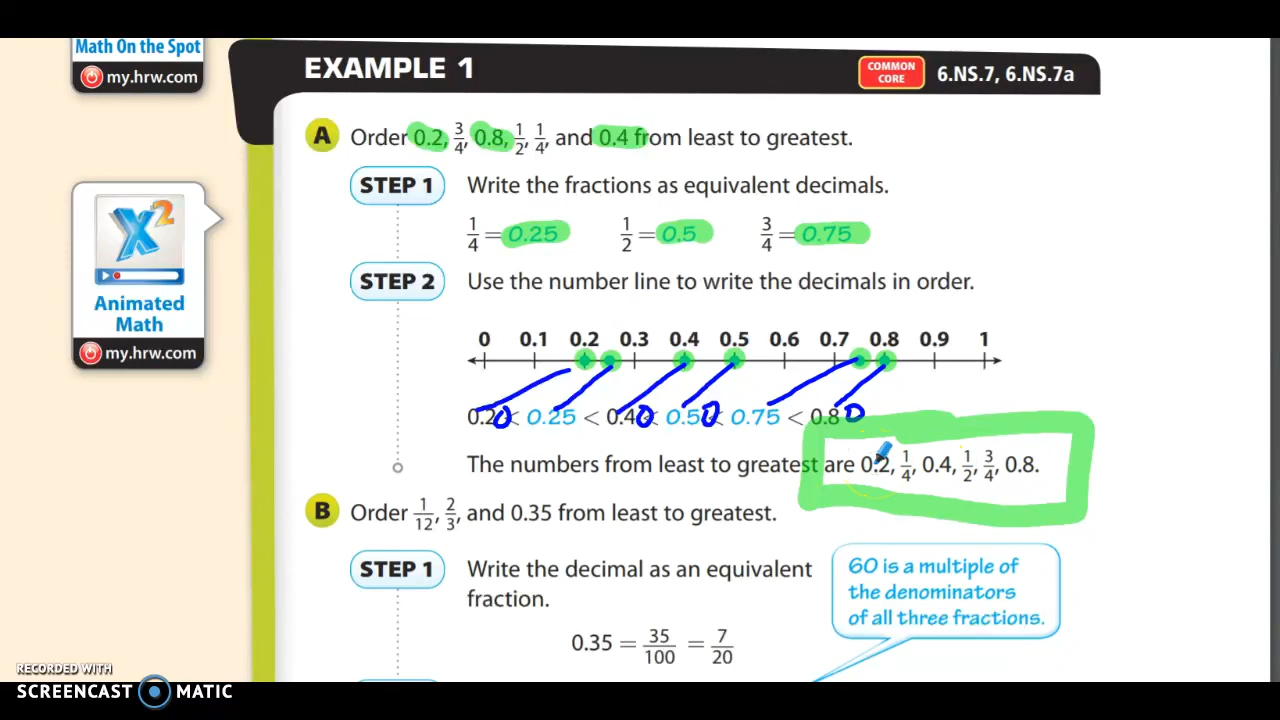 Math On the Spot
my.hrw.com
EXAMPLE 1
COMMON CORE 6.NS.7, 6.NS.7a
A Order 0.2, 3/4, 0.8, 1/2, 1/4, and 0.4 from least to greatest.
STEP 1 Write the fractions as equivalent decimals.
1/4 = 0.25 1/2 = 0.5 3/4 = 0.75
STEP 2 Use the number line to write the decimals in order.
0 0.1 0.2 0.3 0.4 0.5 0.6 0.7 0.8 0.9 1
0.20 < 0.25 < 0.40 < 0.50 < 0.75 < 0.80
The numbers from least to greatest are 0.2, 1/4, 0.4, 1/2, 3/4, 0.8.
X²
Animated
Math
my.hrw.com
B Order 1/12, 2/3, and 0.35 from least to greatest.
STEP 1 Write the decimal as an equivalent
fraction.
0.35 = 35/100 = 7/20
60 is a multiple of
the denominators
of all three fractions.
RECORDED WITH
SCREENCAST MATIC